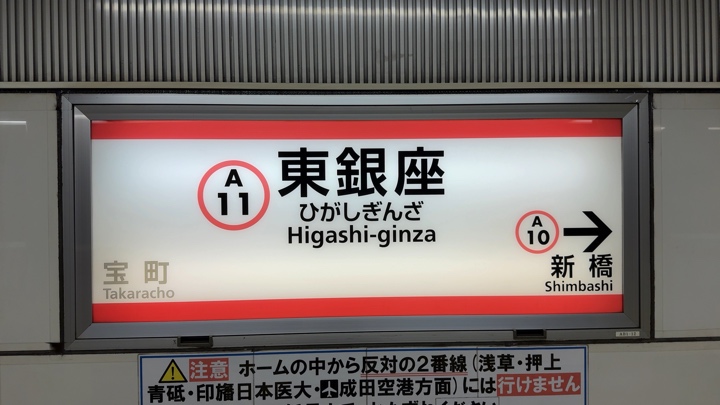 A
11
東銀座
ひがしぎんざ
Higashi-ginza
A
10
新橋
Shimbashi
宝町
Takaracho
注意 ホームの中から反対の2番線(浅草・押上
青砥・印旛日本医大・成田空港方面)には行けません